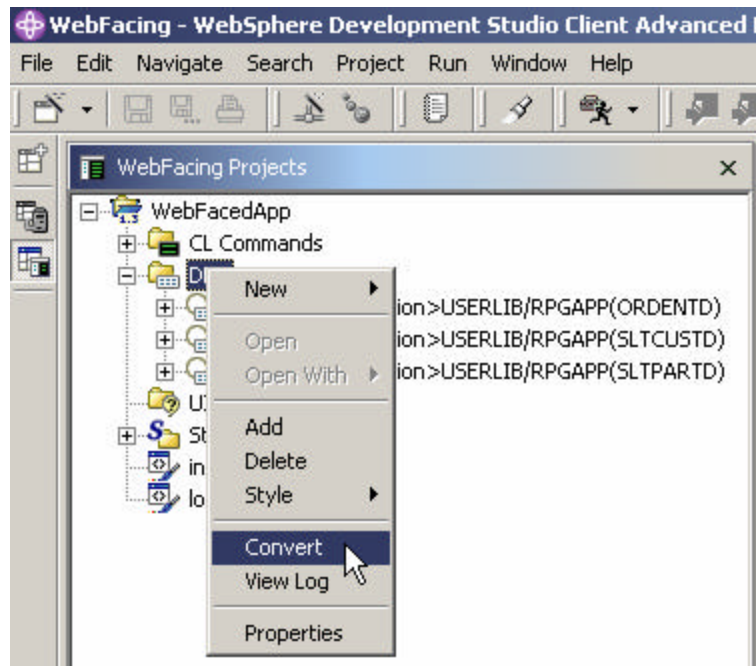 WebFacing - WebSphere Development Studio Client Advanced
File Edit Navigate Search Project Run Window Help
WebFacing Projects
WebFacedApp
CL Commands
New
ion>USERLIB/RPGAPP(ORDENTD)
Open
ion>USERLIB/RPGAPP(SLTCUSTD)
Open With
ion>USERLIB/RPGAPP(SLTPARTD)
Add
Delete
in
Style
lo
Convert
View Log
Properties